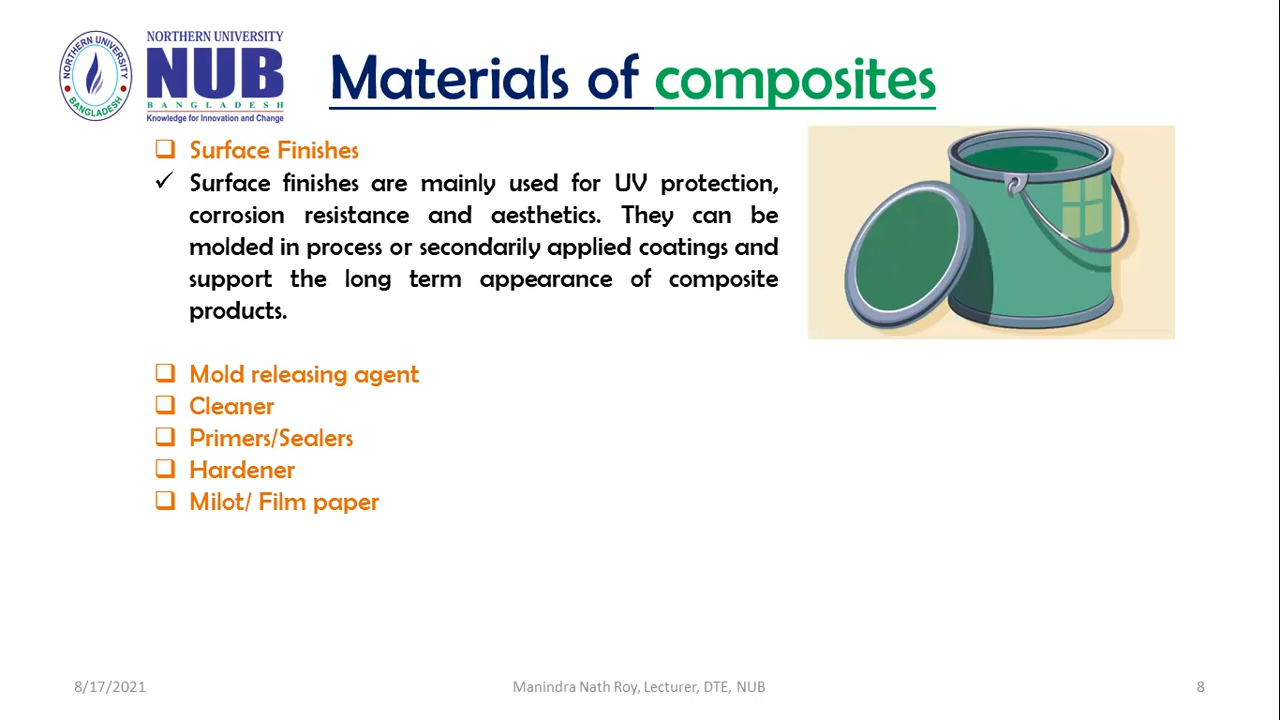 NORTHERN UNIVERSITY
BANGLADESH
NORTHERN UNIVERSITY
NUB
BANGLADESH
Knowledge for Innovation and Change
Materials of composites
❑ Surface Finishes
✓ Surface finishes are mainly used for UV protection,
corrosion resistance and aesthetics. They can be
molded in process or secondarily applied coatings and
support the long term appearance of composite
products.
❑ Mold releasing agent
❑ Cleaner
❑ Primers/Sealers
❑ Hardener
❑ Milot/ Film paper
8/17/2021
Manindra Nath Roy, Lecturer, DTE, NUB
8